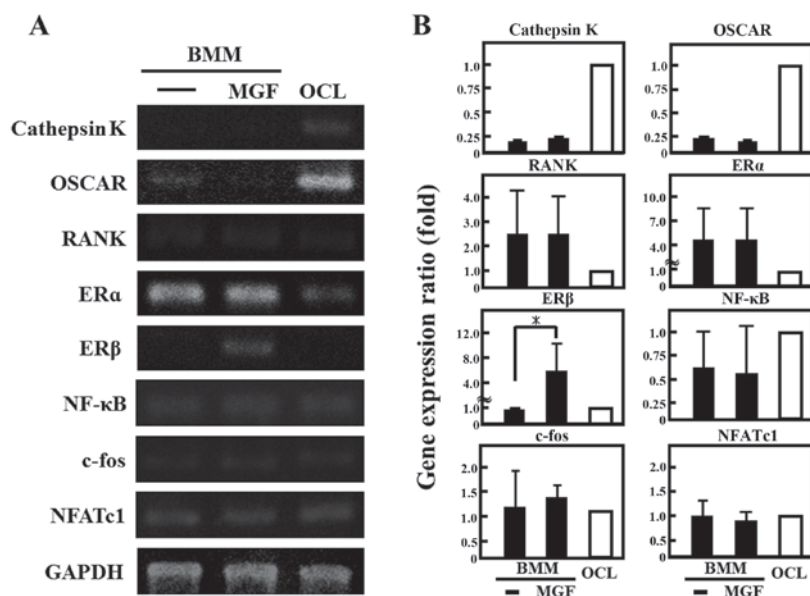 A
BMM
— MGF OCL
Cathepsin K
OSCAR
RANK
ERα
ERβ
NF-κB
c-fos
NFATc1
GAPDH
B
Gene expression ratio (fold)
Cathepsin K
1.0
0.75
0.5
0.25
0
OSCAR
1.0
0.75
0.5
0.25
0
RANK
4.0
3.0
2.0
1.0
0
ERα
10.0
7.0
4.0
1.0
0
ERβ
12.0
8.0
4.0
1.0
0
*
NF-κB
1.0
0.75
0.5
0.25
0
c-fos
2.0
1.5
1.0
0.5
NFATc1
2.0
1.5
1.0
0.5
BMM OCL
- MGF
BMM OCL
- MGF